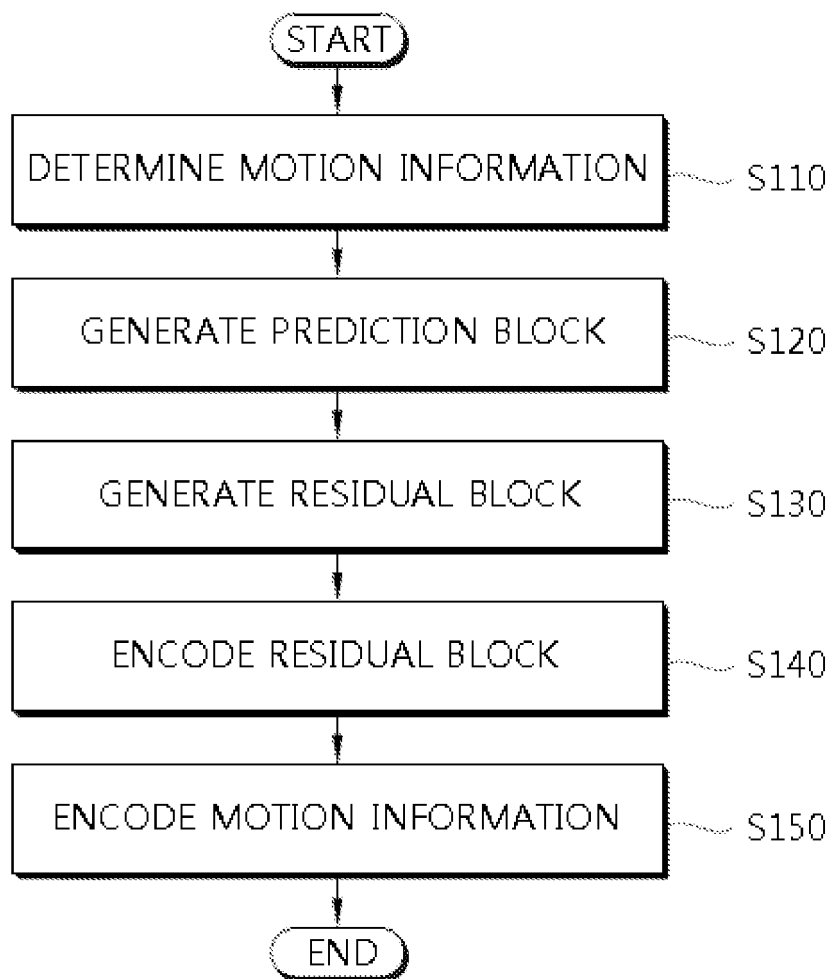 START
DETERMINE MOTION INFORMATION
S110
GENERATE PREDICTION BLOCK
S120
GENERATE RESIDUAL BLOCK
S130
ENCODE RESIDUAL BLOCK
S140
ENCODE MOTION INFORMATION
S150
END